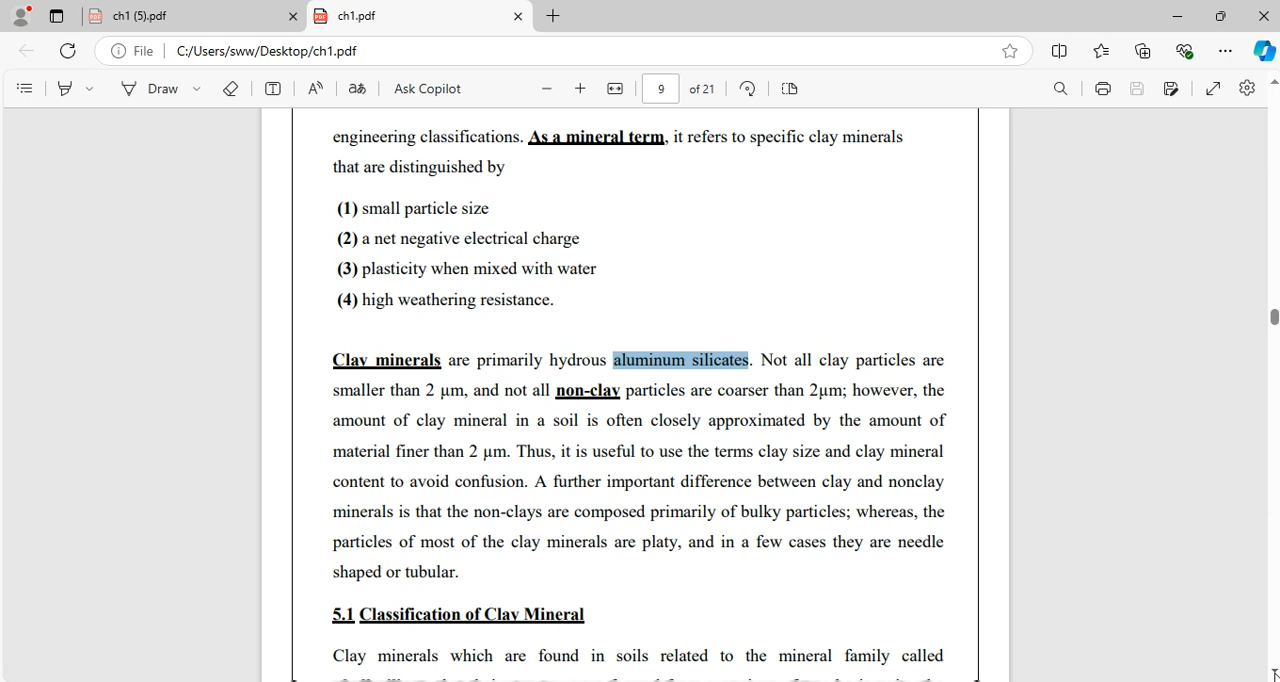 ch1 (5).pdf
ch1.pdf
File
C:/Users/sww/Desktop/ch1.pdf
Draw
aあ
Ask Copilot
9 of 21
engineering classifications. As a mineral term, it refers to specific clay minerals
that are distinguished by
(1) small particle size
(2) a net negative electrical charge
(3) plasticity when mixed with water
(4) high weathering resistance.
Clay minerals are primarily hydrous aluminum silicates. Not all clay particles are
smaller than 2 µm, and not all non-clay particles are coarser than 2µm; however, the
amount of clay mineral in a soil is often closely approximated by the amount of
material finer than 2 µm. Thus, it is useful to use the terms clay size and clay mineral
content to avoid confusion. A further important difference between clay and nonclay
minerals is that the non-clays are composed primarily of bulky particles; whereas, the
particles of most of the clay minerals are platy, and in a few cases they are needle
shaped or tubular.
5.1 Classification of Clay Mineral
Clay minerals which are found in soils related to the mineral family called